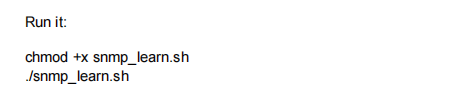 Run it:
chmod +x snmp_learn.sh
./snmp_learn.sh